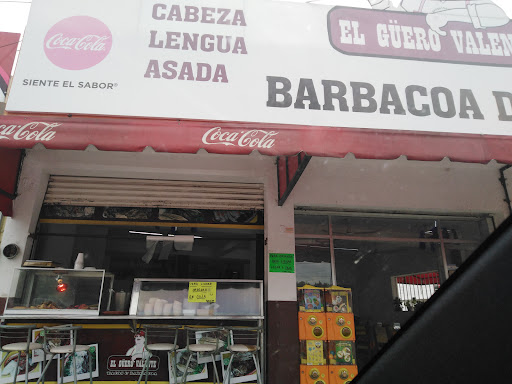 Coca-Cola
SIENTE EL SABOR®
CABEZA
LENGUA
ASADA
EL GÜERO VALEN
BARBACOA D
Coca-Cola
Coca-Cola
EL GÜERO VALENTE